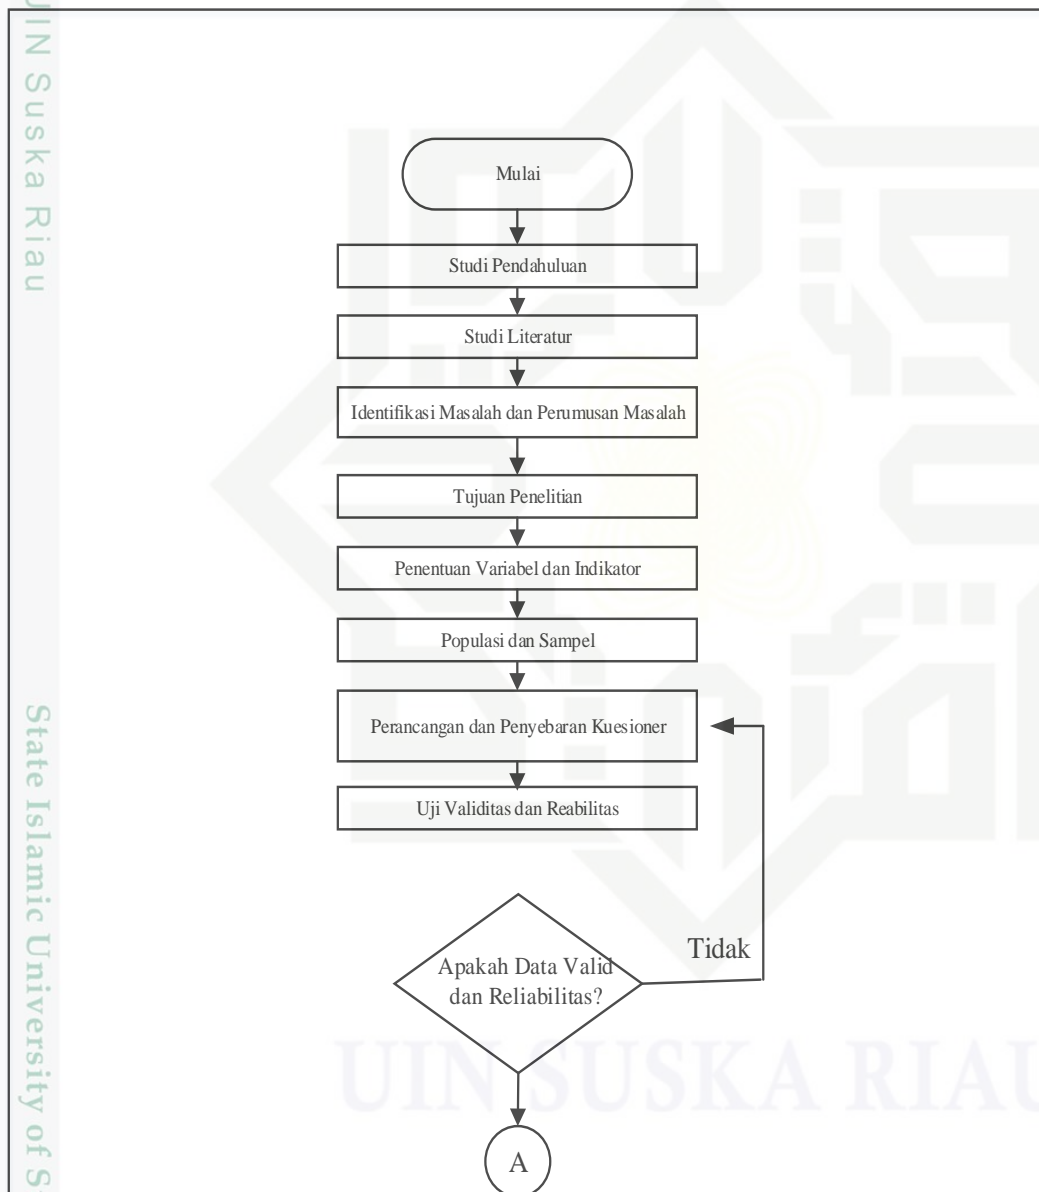 UIN Suska Riau
Mulai
Studi Pendahuluan
Studi Literatur
Identifikasi Masalah dan Perumusan Masalah
Tujuan Penelitian
Penentuan Variabel dan Indikator
Populasi dan Sampel
Perancangan dan Penyebaran Kuesioner
Uji Validitas dan Reabilitas
Apakah Data Valid
dan Reliabilitas?
Tidak
A
State Islamic University of S
UIN SUSKA RIAU